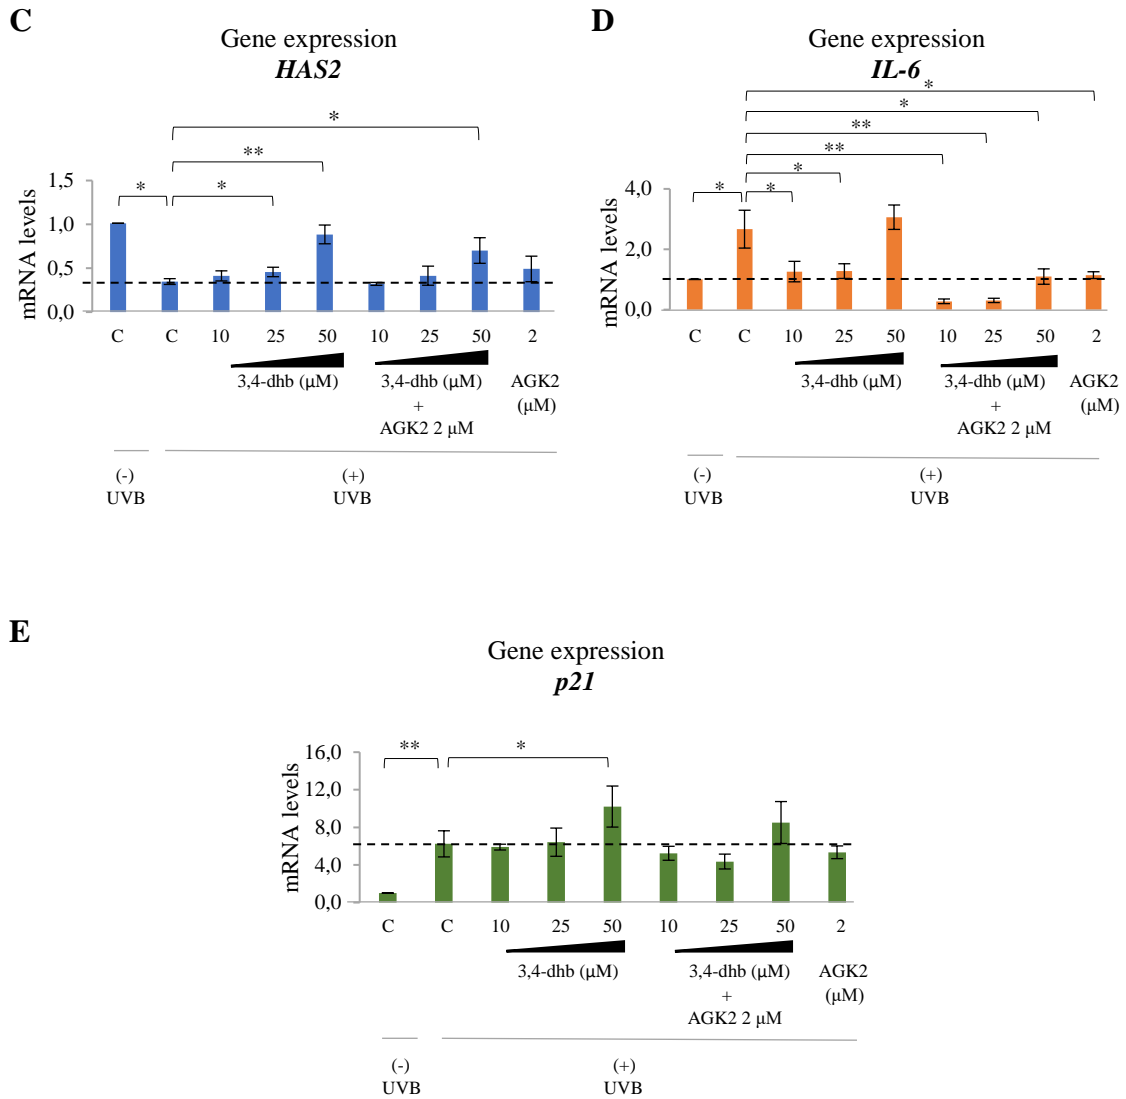 C
Gene expression
HAS2
*
**
*
*
1,5
1,0
0,5
0,0
mRNA levels
C C 10 25 50 10 25 50 2
3,4-dhb (μM) 3,4-dhb (μM) AGK2
+ (μM)
AGK2 2 μM
(-) (+)
UVB UVB
D
Gene expression
IL-6
*
*
**
**
*
* *
4,0
2,0
0,0
mRNA levels
C C 10 25 50 10 25 50 2
3,4-dhb (μM) 3,4-dhb (μM) AGK2
+ (μM)
AGK2 2 μM
(-) (+)
UVB UVB
E
Gene expression
p21
** *
16,0
12,0
8,0
4,0
0,0
mRNA levels
C C 10 25 50 10 25 50 2
3,4-dhb (μM) 3,4-dhb (μM) AGK2
+ (μM)
AGK2 2 μM
(-) (+)
UVB UVB